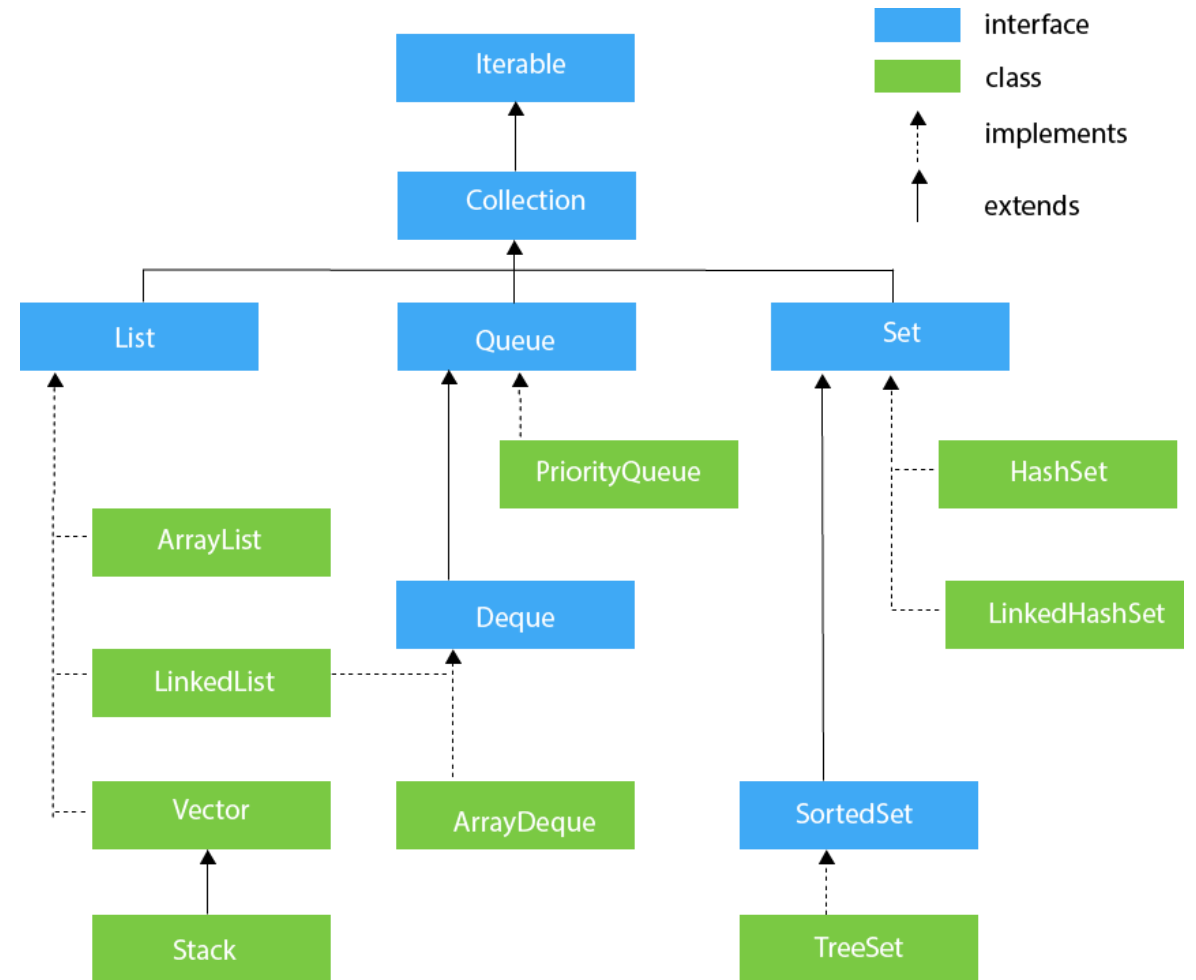 Iterable
interface
class
implements
extends
Collection
List
Queue
Set
PriorityQueue
HashSet
ArrayList
Deque
LinkedHashSet
LinkedList
Vector
ArrayDeque
SortedSet
Stack
TreeSet